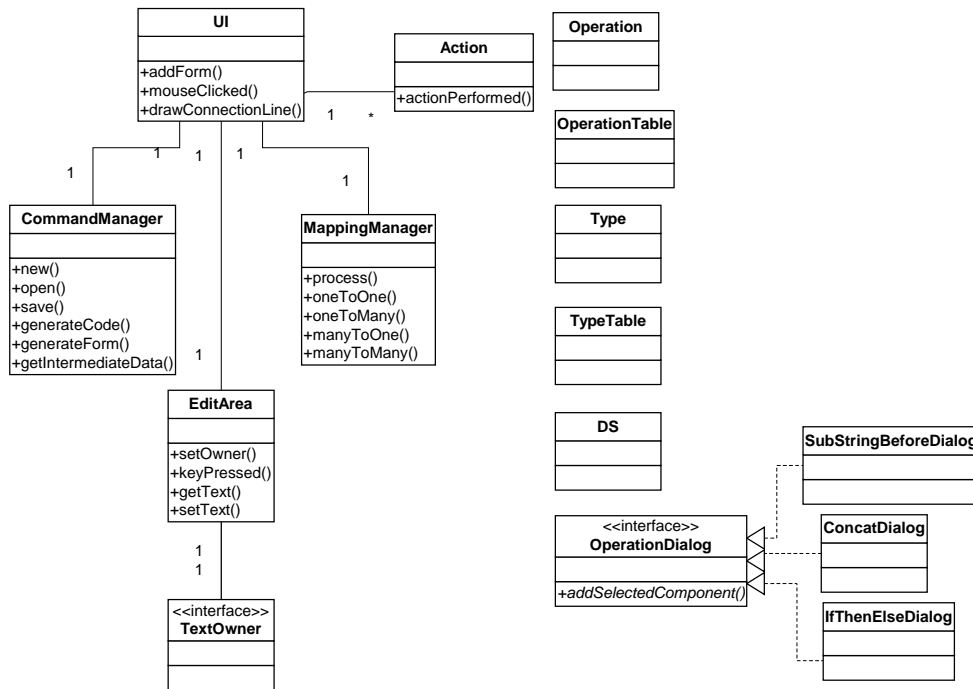 UI
+addForm()
+mouseClicked()
+drawConnectionLine()
Action
+actionPerformed()
1
*
Operation
OperationTable
Type
TypeTable
DS
1
1
1
1
1
CommandManager
+new()
+open()
+save()
+generateCode()
+generateForm()
+getIntermediateData()
MappingManager
+process()
+oneToOne()
+oneToMany()
+manyToOne()
+manyToMany()
1
EditArea
+setOwner()
+keyPressed()
+getText()
+setText()
1
1
<<interface>>
TextOwner
<<interface>>
OperationDialog
+addSelectedComponent()
SubStringBeforeDialog
ConcatDialog
IfThenElseDialog